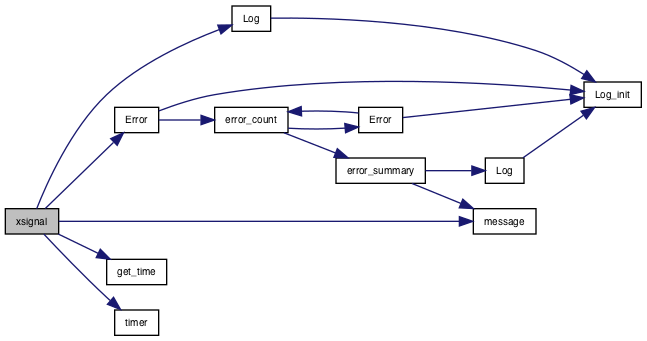 Log
Log_init
Error
error_count
Error
error_summary
Log
xsignal
message
get_time
timer